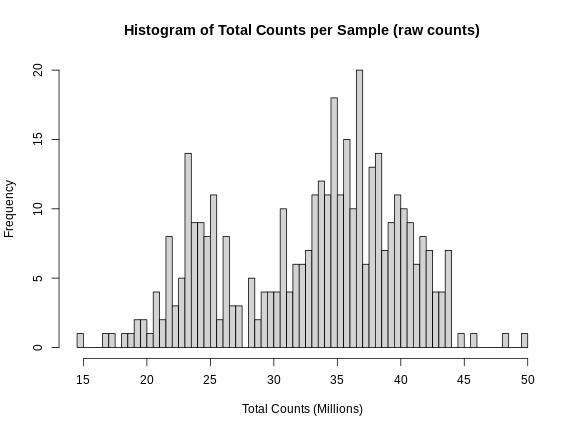 Histogram of Total Counts per Sample (raw counts)
20
15
10
5
0
Frequency
15 20 25 30 35 40 45 50
Total Counts (Millions)